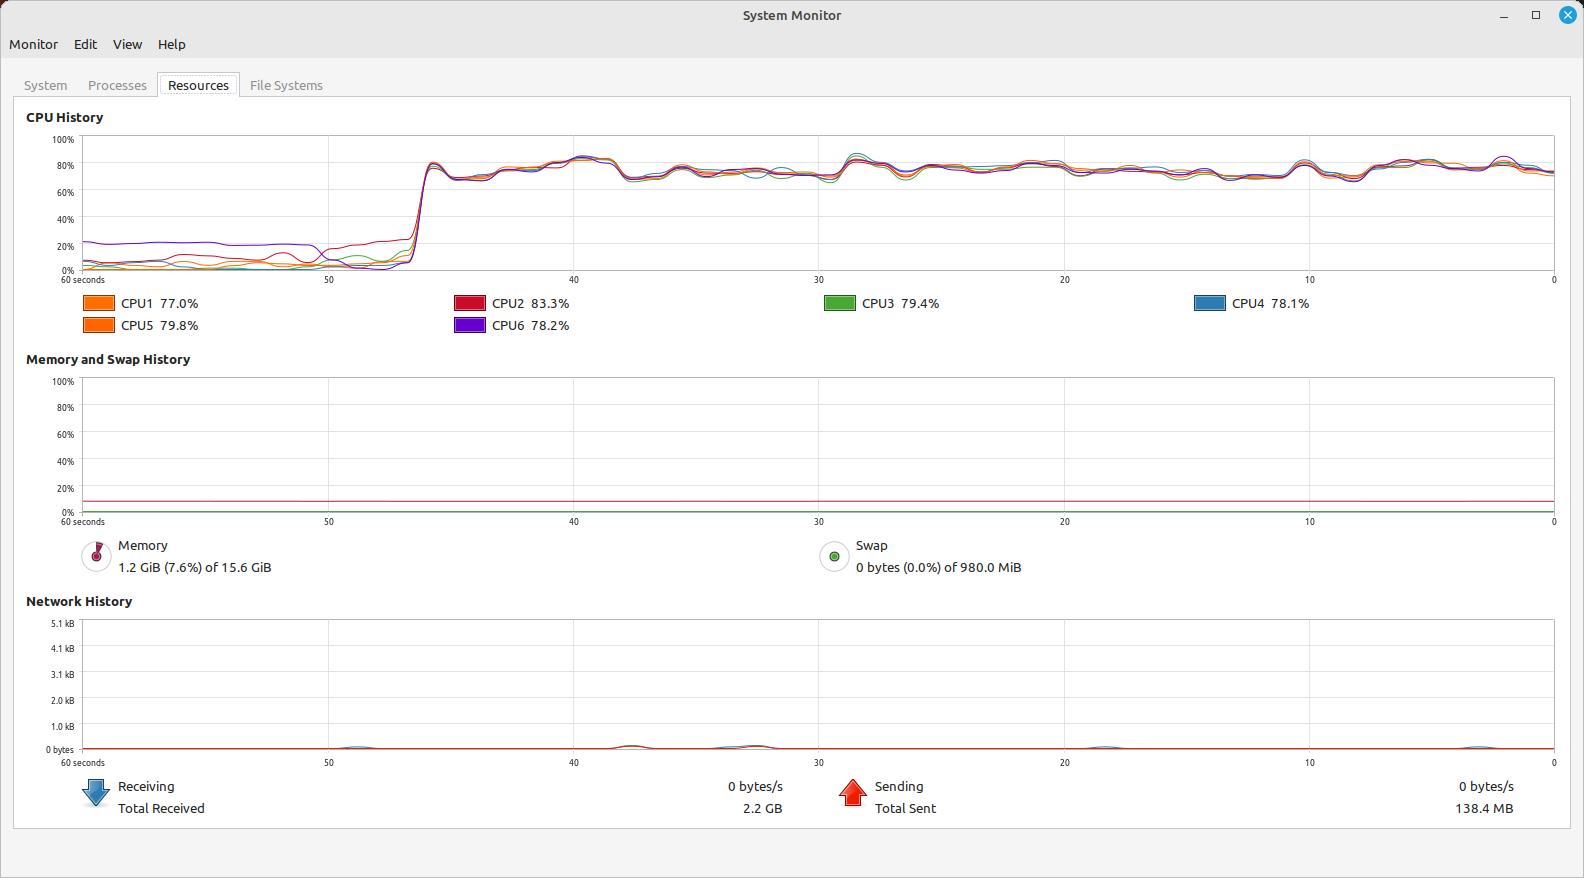 System Monitor
Monitor Edit View Help
System Processes Resources File Systems
CPU History
100%
80%
60%
40%
20%
0%
60 seconds 50 40 30 20 10 0
CPU1 77.0% CPU2 83.3% CPU3 79.4% CPU4 78.1%
CPU5 79.8% CPU6 78.2%
Memory and Swap History
100%
80%
60%
40%
20%
0%
60 seconds 50 40 30 20 10 0
Memory Swap
1.2 GiB (7.6%) of 15.6 GiB 0 bytes (0.0%) of 980.0 MiB
Network History
5.1 kB
4.1 kB
3.1 kB
2.0 kB
1.0 kB
0 bytes
60 seconds 50 40 30 20 10 0
Receiving 0 bytes/s Sending 0 bytes/s
Total Received 2.2 GB Total Sent 138.4 MB